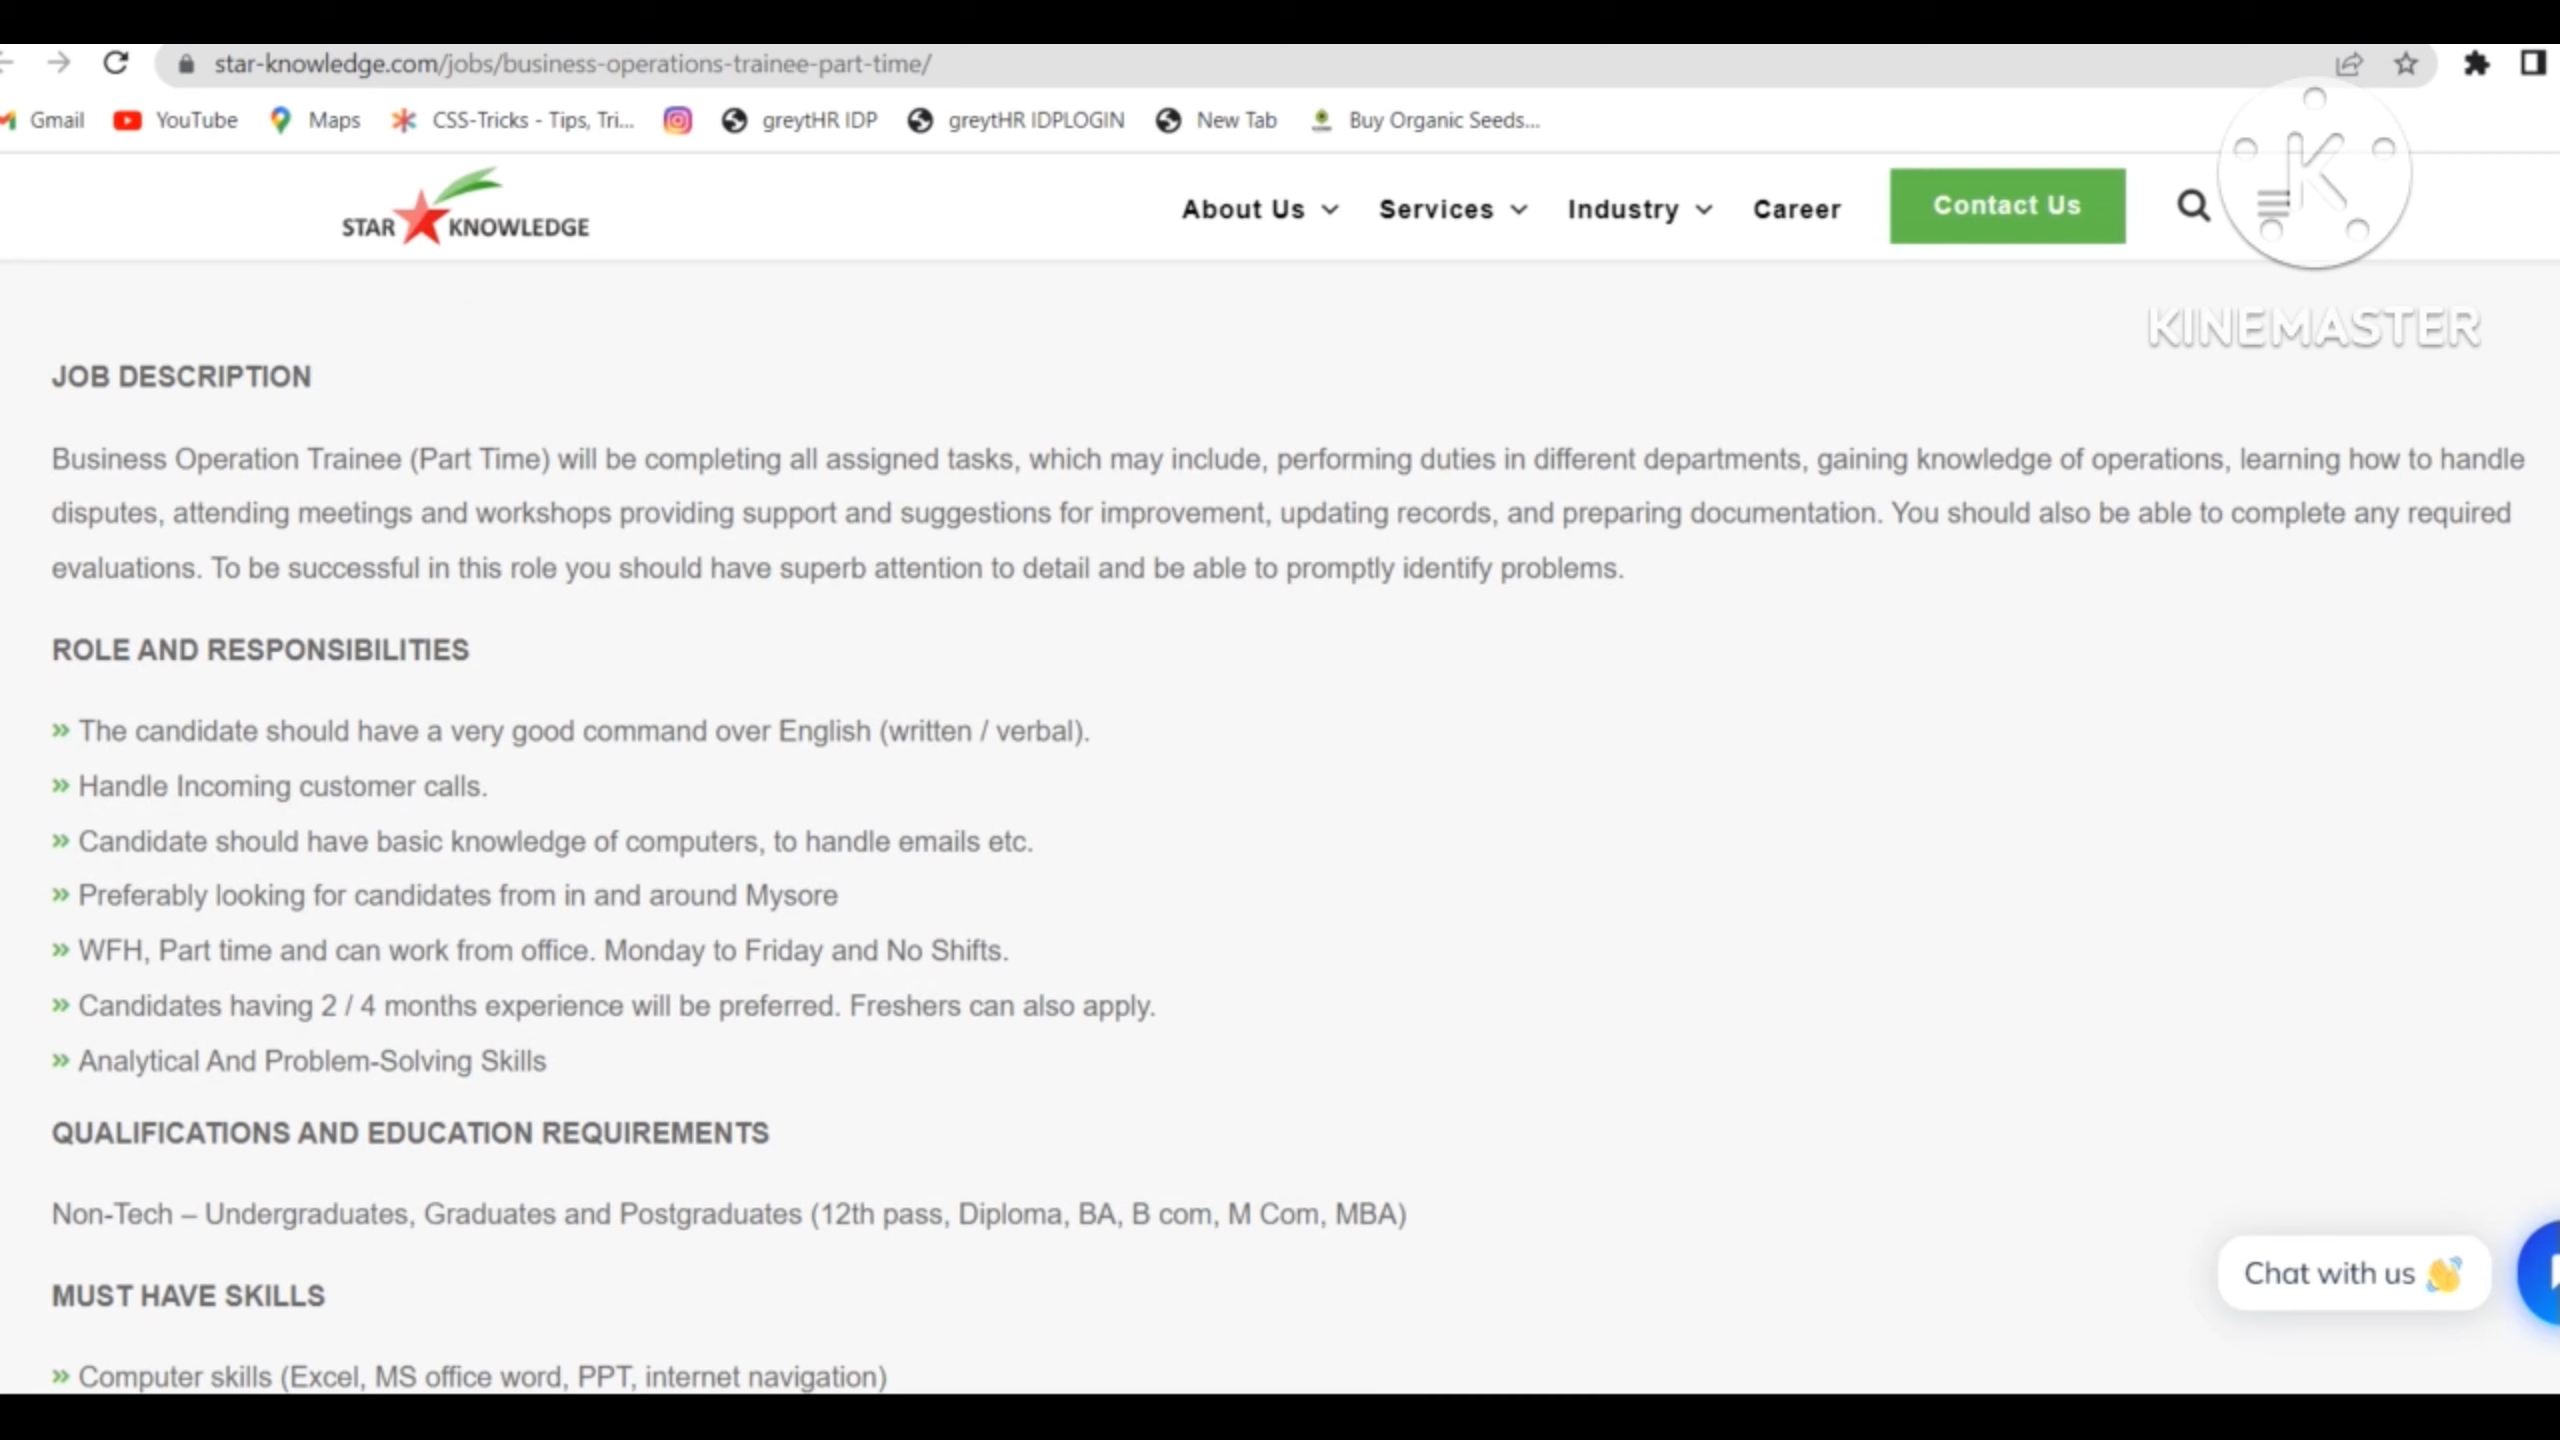 star-knowledge.com/jobs/business-operations-trainee-part-time/
Gmail YouTube Maps CSS-Tricks - Tips, Tri... greytHR IDP greytHR IDPLOGIN New Tab Buy Organic Seeds...
STAR KNOWLEDGE About Us Services Industry Career Contact Us
K
KINEMASTER
JOB DESCRIPTION
Business Operation Trainee (Part Time) will be completing all assigned tasks, which may include, performing duties in different departments, gaining knowledge of operations, learning how to handle
disputes, attending meetings and workshops providing support and suggestions for improvement, updating records, and preparing documentation. You should also be able to complete any required
evaluations. To be successful in this role you should have superb attention to detail and be able to promptly identify problems.
ROLE AND RESPONSIBILITIES
» The candidate should have a very good command over English (written / verbal).
» Handle Incoming customer calls.
» Candidate should have basic knowledge of computers, to handle emails etc.
» Preferably looking for candidates from in and around Mysore
» WFH, Part time and can work from office. Monday to Friday and No Shifts.
» Candidates having 2 / 4 months experience will be preferred. Freshers can also apply.
» Analytical And Problem-Solving Skills
QUALIFICATIONS AND EDUCATION REQUIREMENTS
Non-Tech – Undergraduates, Graduates and Postgraduates (12th pass, Diploma, BA, B com, M Com, MBA)
Chat with us 👋
MUST HAVE SKILLS
» Computer skills (Excel, MS office word, PPT, internet navigation)